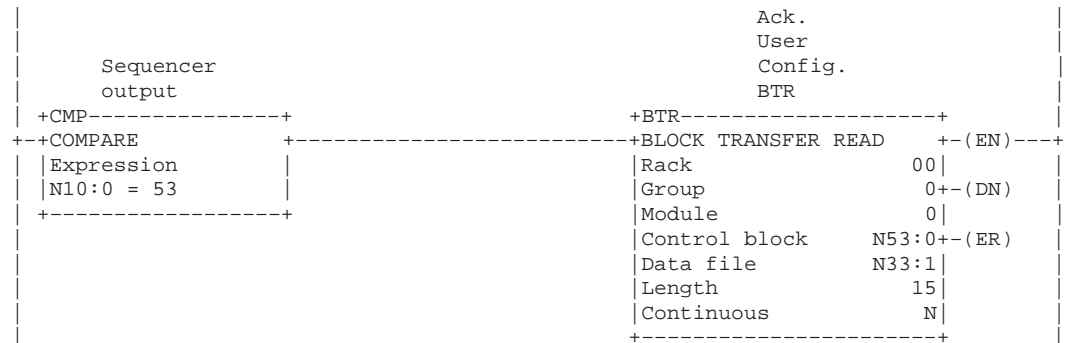 Ack.
User
Sequencer Config.
output BTR
+CMP---------------+ +BTR--------------------+
+-+COMPARE +--------------------------+BLOCK TRANSFER READ +-(EN)---+
|Expression | |Rack 00|
|N10:0 = 53 | |Group 0+-(DN)
+------------------+ |Module 0|
|Control block N53:0+-(ER)
|Data file N33:1|
|Length 15|
|Continuous N|
+-----------------------+